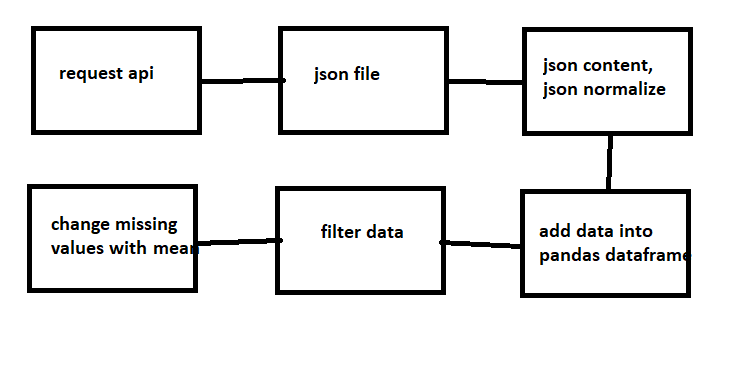 request api
json file
json content,
json normalize
change missing
values with mean
filter data
add data into
pandas dataframe